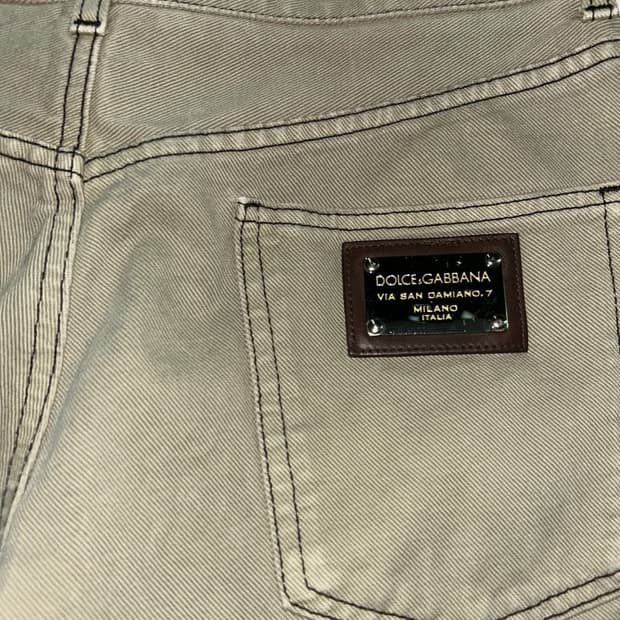 DOLCE&GABBANA
VIA SAN DAMIANO,7
MILANO
ITALIA